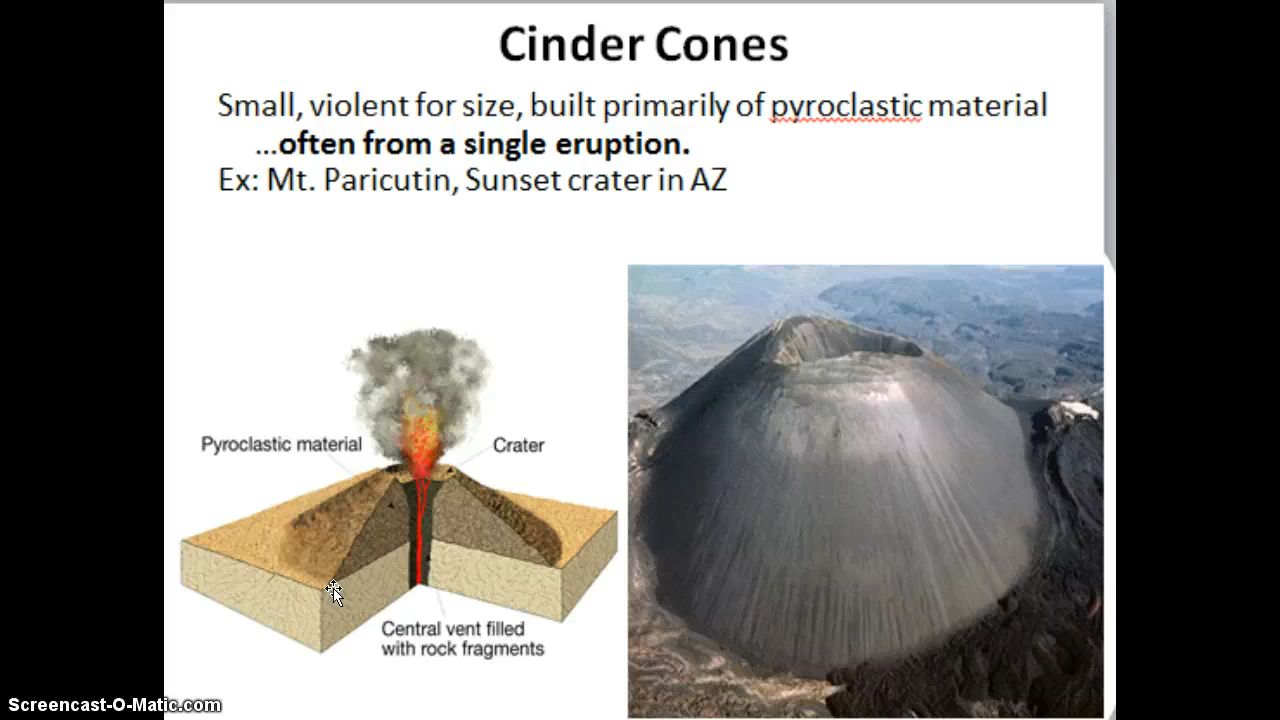 Cinder Cones
Small, violent for size, built primarily of pyroclastic material
...often from a single eruption.
Ex: Mt. Paricutin, Sunset crater in AZ
Pyroclastic material
Crater
Central vent filled
with rock fragments
Screencast-O-Matic.com